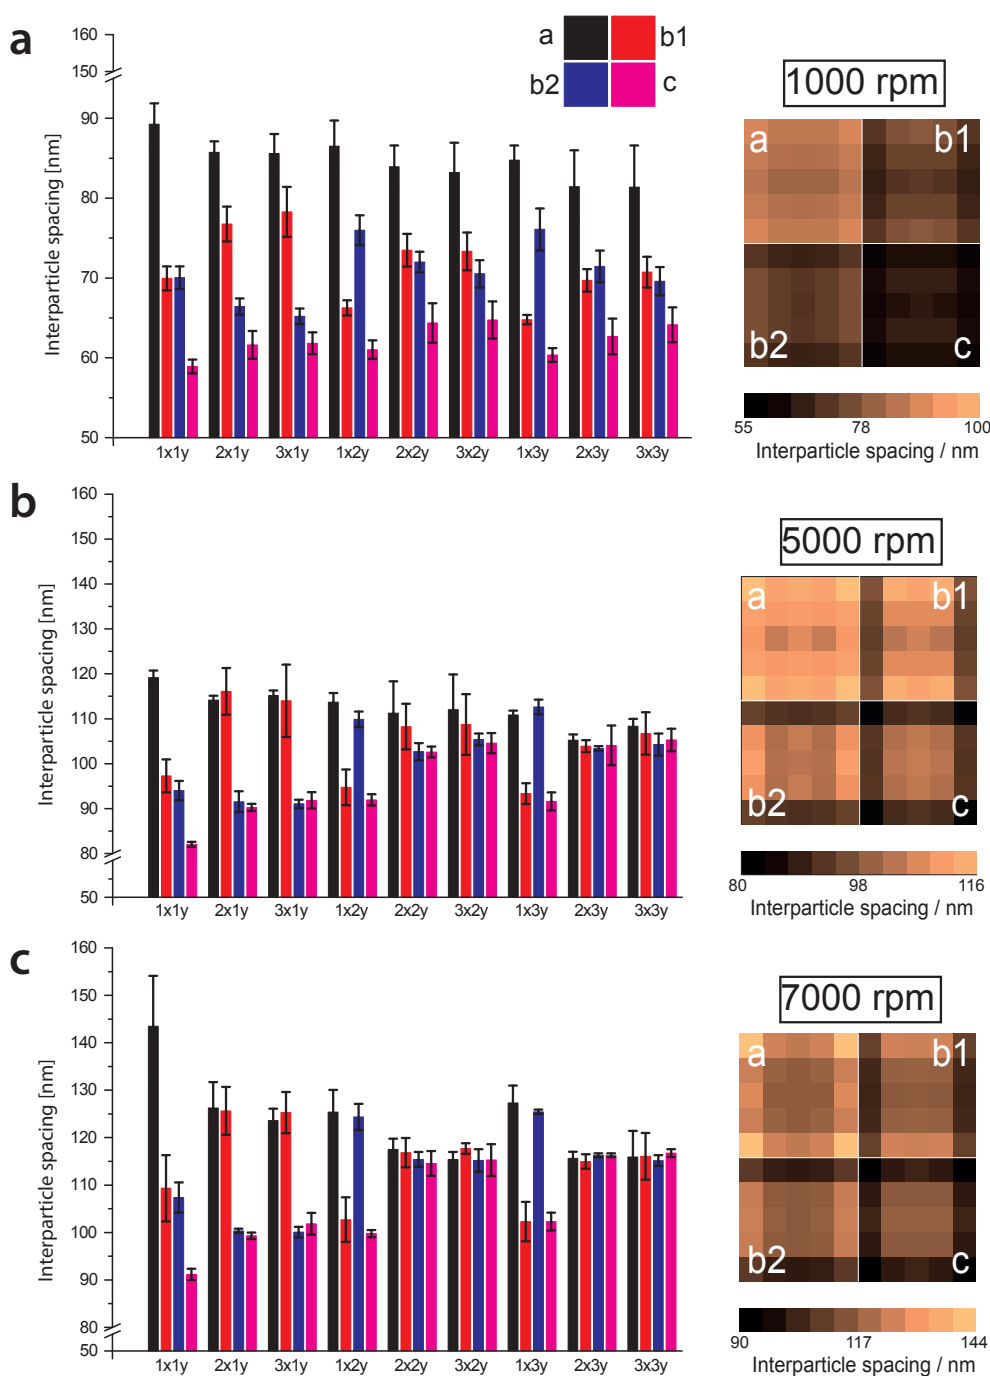 a
160
150
90
80
70
60
50
Interparticle spacing [nm]
1x1y 2x1y 3x1y 1x2y 2x2y 3x2y 1x3y 2x3y 3x3y
a b1
b2 c
1000 rpm
a b1
b2 c
55 78 100
Interparticle spacing / nm
b
160
150
140
130
120
110
100
90
80
50
Interparticle spacing [nm]
1x1y 2x1y 3x1y 1x2y 2x2y 3x2y 1x3y 2x3y 3x3y
5000 rpm
a b1
b2 c
80 98 116
Interparticle spacing / nm
c
160
150
140
130
120
110
100
90
80
50
Interparticle spacing [nm]
1x1y 2x1y 3x1y 1x2y 2x2y 3x2y 1x3y 2x3y 3x3y
7000 rpm
a b1
b2 c
90 117 144
Interparticle spacing / nm